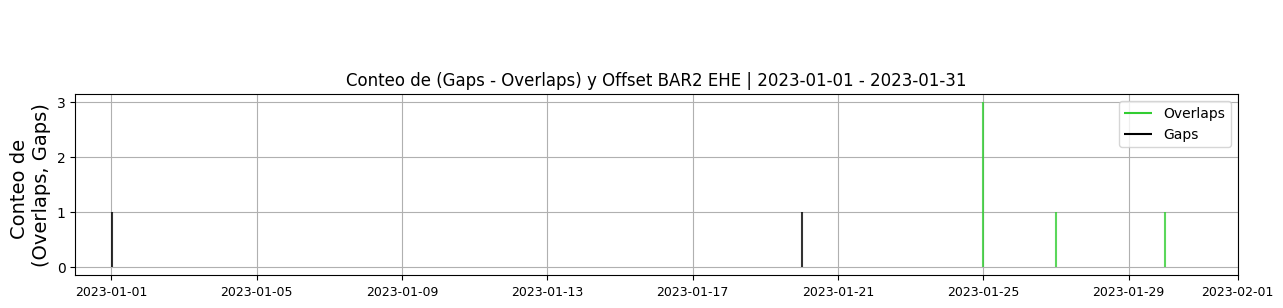 Conteo de (Gaps - Overlaps) y Offset BAR2 EHE | 2023-01-01 - 2023-01-31
Conteo de
(Overlaps, Gaps)
3
2
1
0
Overlaps
Gaps
2023-01-01
2023-01-05
2023-01-09
2023-01-13
2023-01-17
2023-01-21
2023-01-25
2023-01-29
2023-02-01